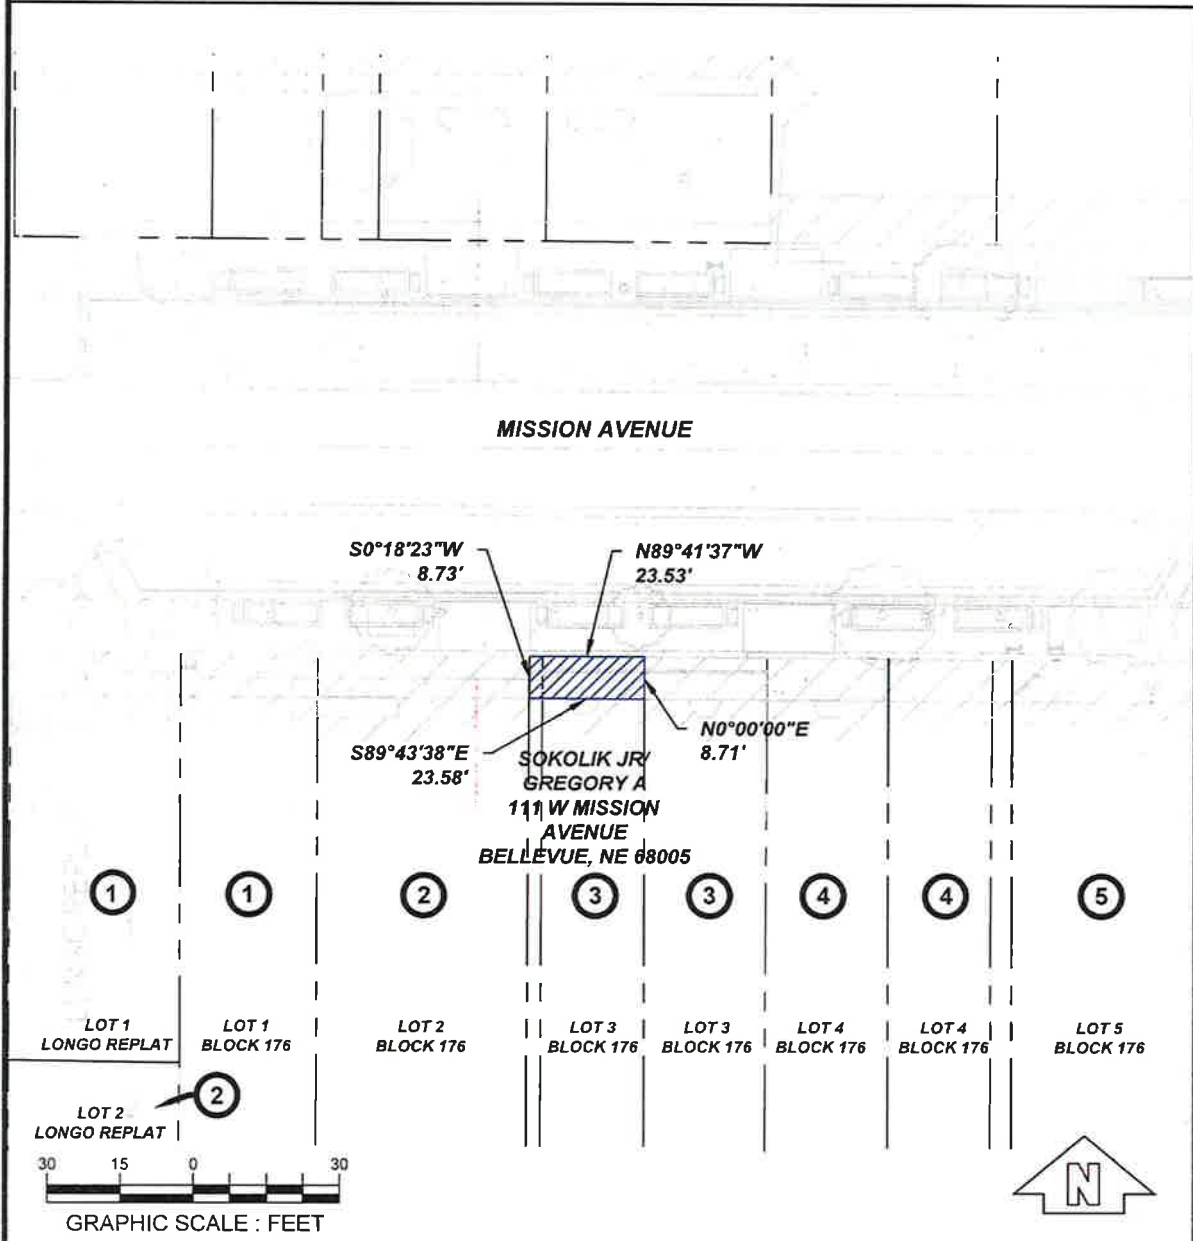 MISSION AVENUE
S0°18'23"W
8.73'
N89°41'37"W
23.53'
S89°43'38"E
23.58'
N0°00'00"E
8.71'
SOKOLIK JR/
GREGORY A
111 W MISSION
AVENUE
BELLEVUE, NE 68005
1
1
2
3
3
4
4
5
LOT 1
LONGO REPLAT
LOT 1
BLOCK 176
LOT 2
BLOCK 176
LOT 3
BLOCK 176
LOT 3
BLOCK 176
LOT 4
BLOCK 176
LOT 4
BLOCK 176
LOT 5
BLOCK 176
2
LOT 2
LONGO REPLAT
30 15 0 30
GRAPHIC SCALE : FEET
N